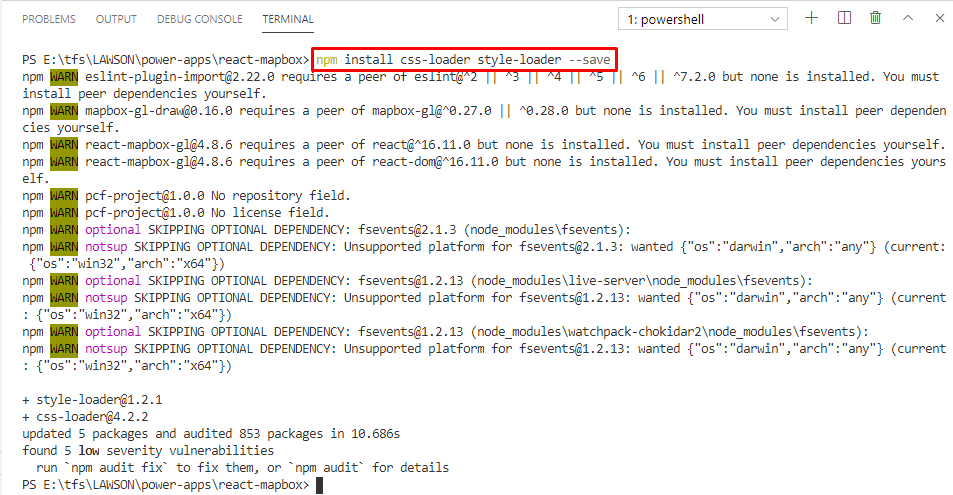 PROBLEMS OUTPUT DEBUG CONSOLE TERMINAL 1: powershell
PS E:\tfs\LAWSON\power-apps\react-mapbox> npm install css-loader style-loader --save
npm WARN eslint-plugin-import@2.22.0 requires a peer of eslint@^2 || ^3 || ^4 || ^5 || ^6 || ^7.2.0 but none is installed. You must
install peer dependencies yourself.
npm WARN mapbox-gl-draw@0.16.0 requires a peer of mapbox-gl@^0.27.0 || ^0.28.0 but none is installed. You must install peer dependen
cies yourself.
npm WARN react-mapbox-gl@4.8.6 requires a peer of react@^16.11.0 but none is installed. You must install peer dependencies yourself.
npm WARN react-mapbox-gl@4.8.6 requires a peer of react-dom@^16.11.0 but none is installed. You must install peer dependencies yours
elf.
npm WARN pcf-project@1.0.0 No repository field.
npm WARN pcf-project@1.0.0 No license field.
npm WARN optional SKIPPING OPTIONAL DEPENDENCY: fsevents@2.1.3 (node_modules\fsevents):
npm WARN notsup SKIPPING OPTIONAL DEPENDENCY: Unsupported platform for fsevents@2.1.3: wanted {"os":"darwin","arch":"any"} (current:
{"os":"win32","arch":"x64"})
npm WARN optional SKIPPING OPTIONAL DEPENDENCY: fsevents@1.2.13 (node_modules\live-server\node_modules\fsevents):
npm WARN notsup SKIPPING OPTIONAL DEPENDENCY: Unsupported platform for fsevents@1.2.13: wanted {"os":"darwin","arch":"any"} (current
: {"os":"win32","arch":"x64"})
npm WARN optional SKIPPING OPTIONAL DEPENDENCY: fsevents@1.2.13 (node_modules\watchpack-chokidar2\node_modules\fsevents):
npm WARN notsup SKIPPING OPTIONAL DEPENDENCY: Unsupported platform for fsevents@1.2.13: wanted {"os":"darwin","arch":"any"} (current
: {"os":"win32","arch":"x64"})
+ style-loader@1.2.1
+ css-loader@4.2.2
updated 5 packages and audited 853 packages in 10.686s
found 5 low severity vulnerabilities
run `npm audit fix` to fix them, or `npm audit` for details
PS E:\tfs\LAWSON\power-apps\react-mapbox>